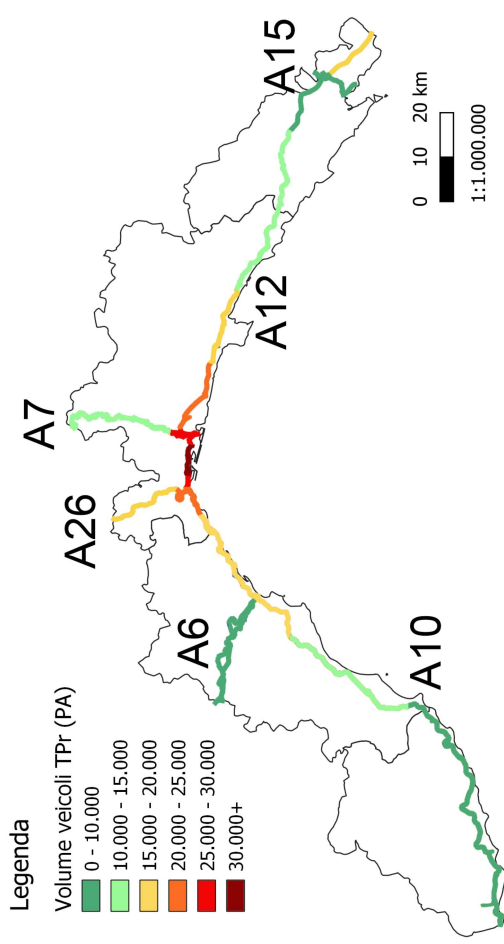 Legenda
Volume veicoli TPr (PA)
0 - 10.000
10.000 - 15.000
15.000 - 20.000
20.000 - 25.000
25.000 - 30.000
30.000+
A6
A26
A7
A10
A12
A15
0 10 20 km
1:1.000.000